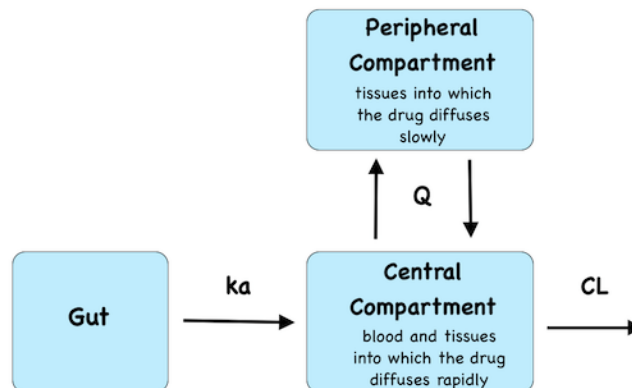 Peripheral
Compartment
tissues into which
the drug diffuses
slowly
Q
Gut
ka
Central
Compartment
blood and tissues
into which the drug
diffuses rapidly
CL